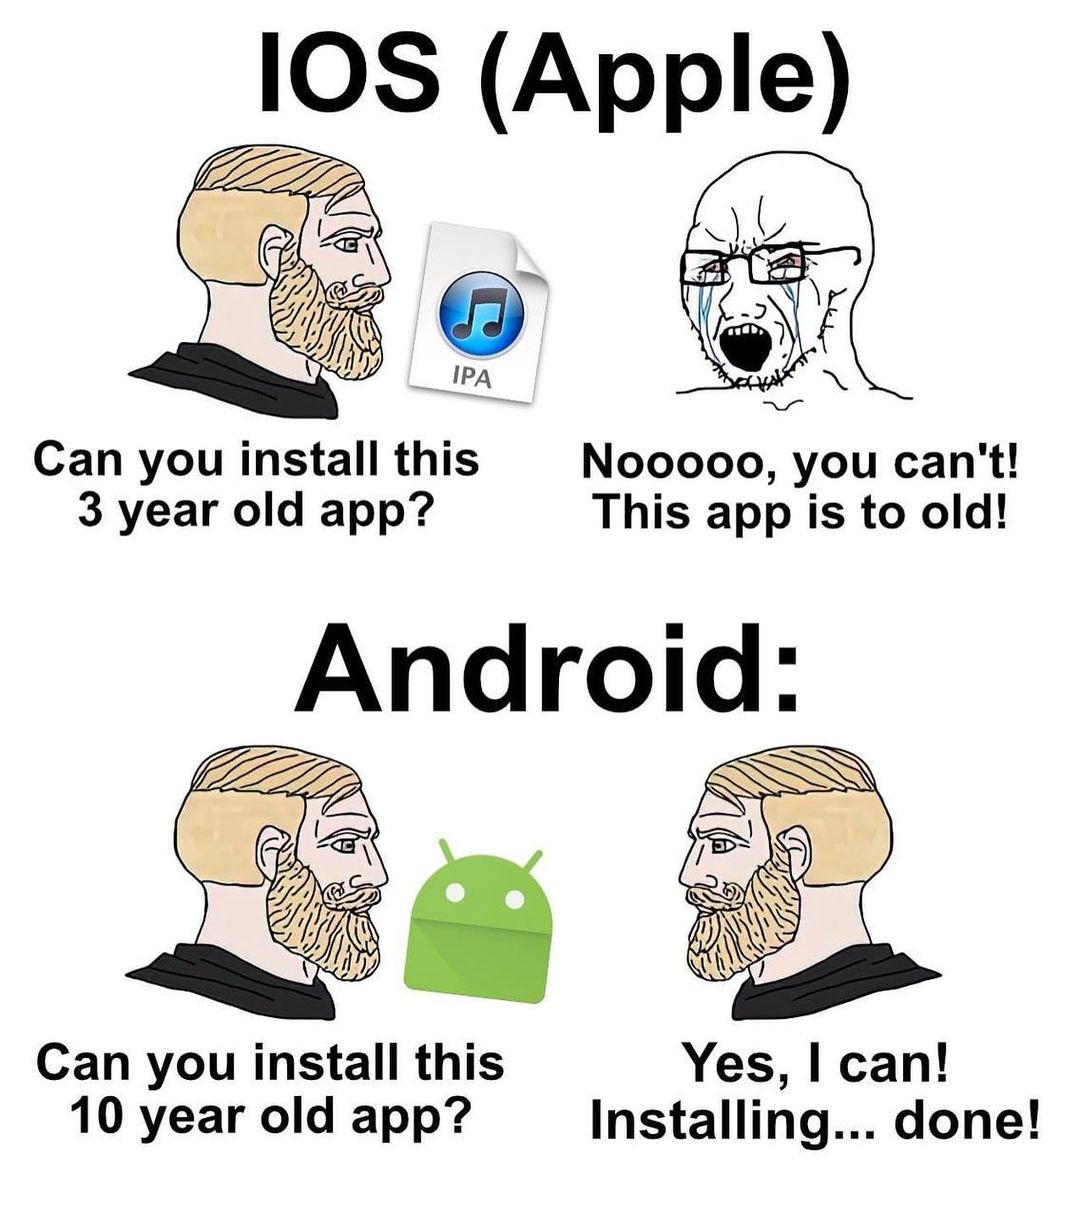 IOS (Apple)
IPA
Can you install this
3 year old app?
Nooooo, you can't!
This app is to old!
Android:
Can you install this
10 year old app?
Yes, I can!
Installing... done!